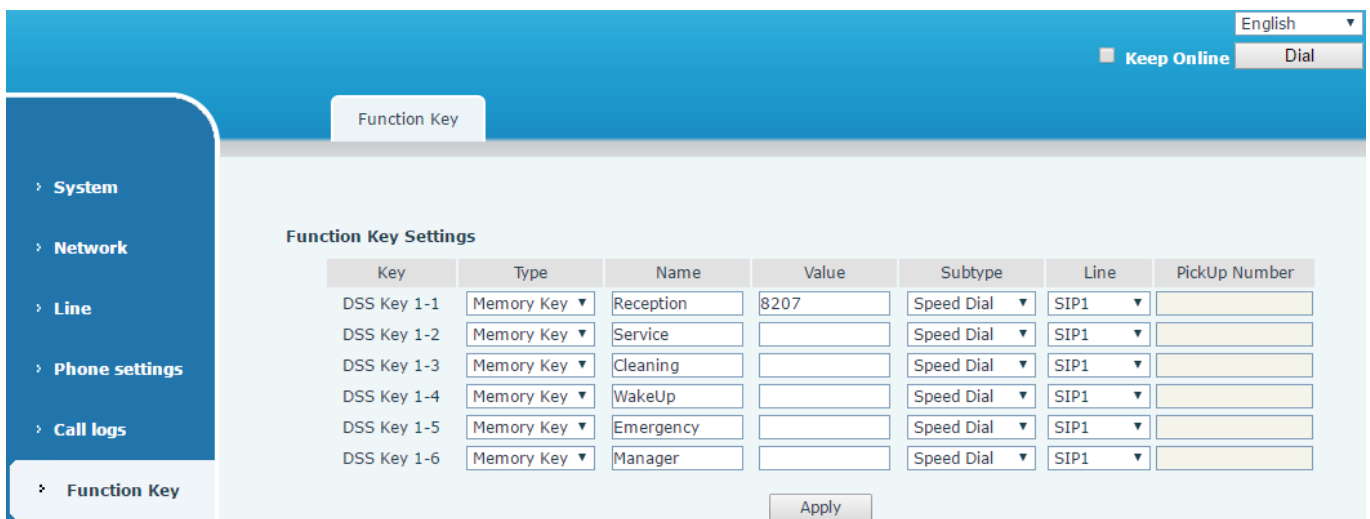 English
Keep Online Dial
Function Key
System
Network
Line
Phone settings
Call logs
Function Key
Function Key Settings
Key Type Name Value Subtype Line PickUp Number
DSS Key 1-1 Memory Key Reception 8207 Speed Dial SIP1
DSS Key 1-2 Memory Key Service Speed Dial SIP1
DSS Key 1-3 Memory Key Cleaning Speed Dial SIP1
DSS Key 1-4 Memory Key WakeUp Speed Dial SIP1
DSS Key 1-5 Memory Key Emergency Speed Dial SIP1
DSS Key 1-6 Memory Key Manager Speed Dial SIP1
Apply